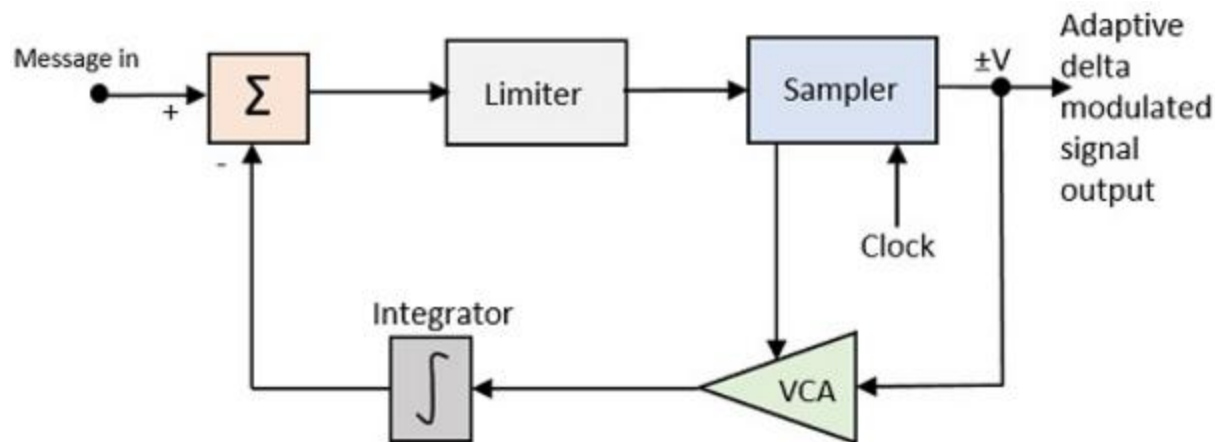 Message in
+
-
Σ
Limiter
Sampler
±V
Adaptive
delta
modulated
signal
output
Clock
Integrator
∫
VCA